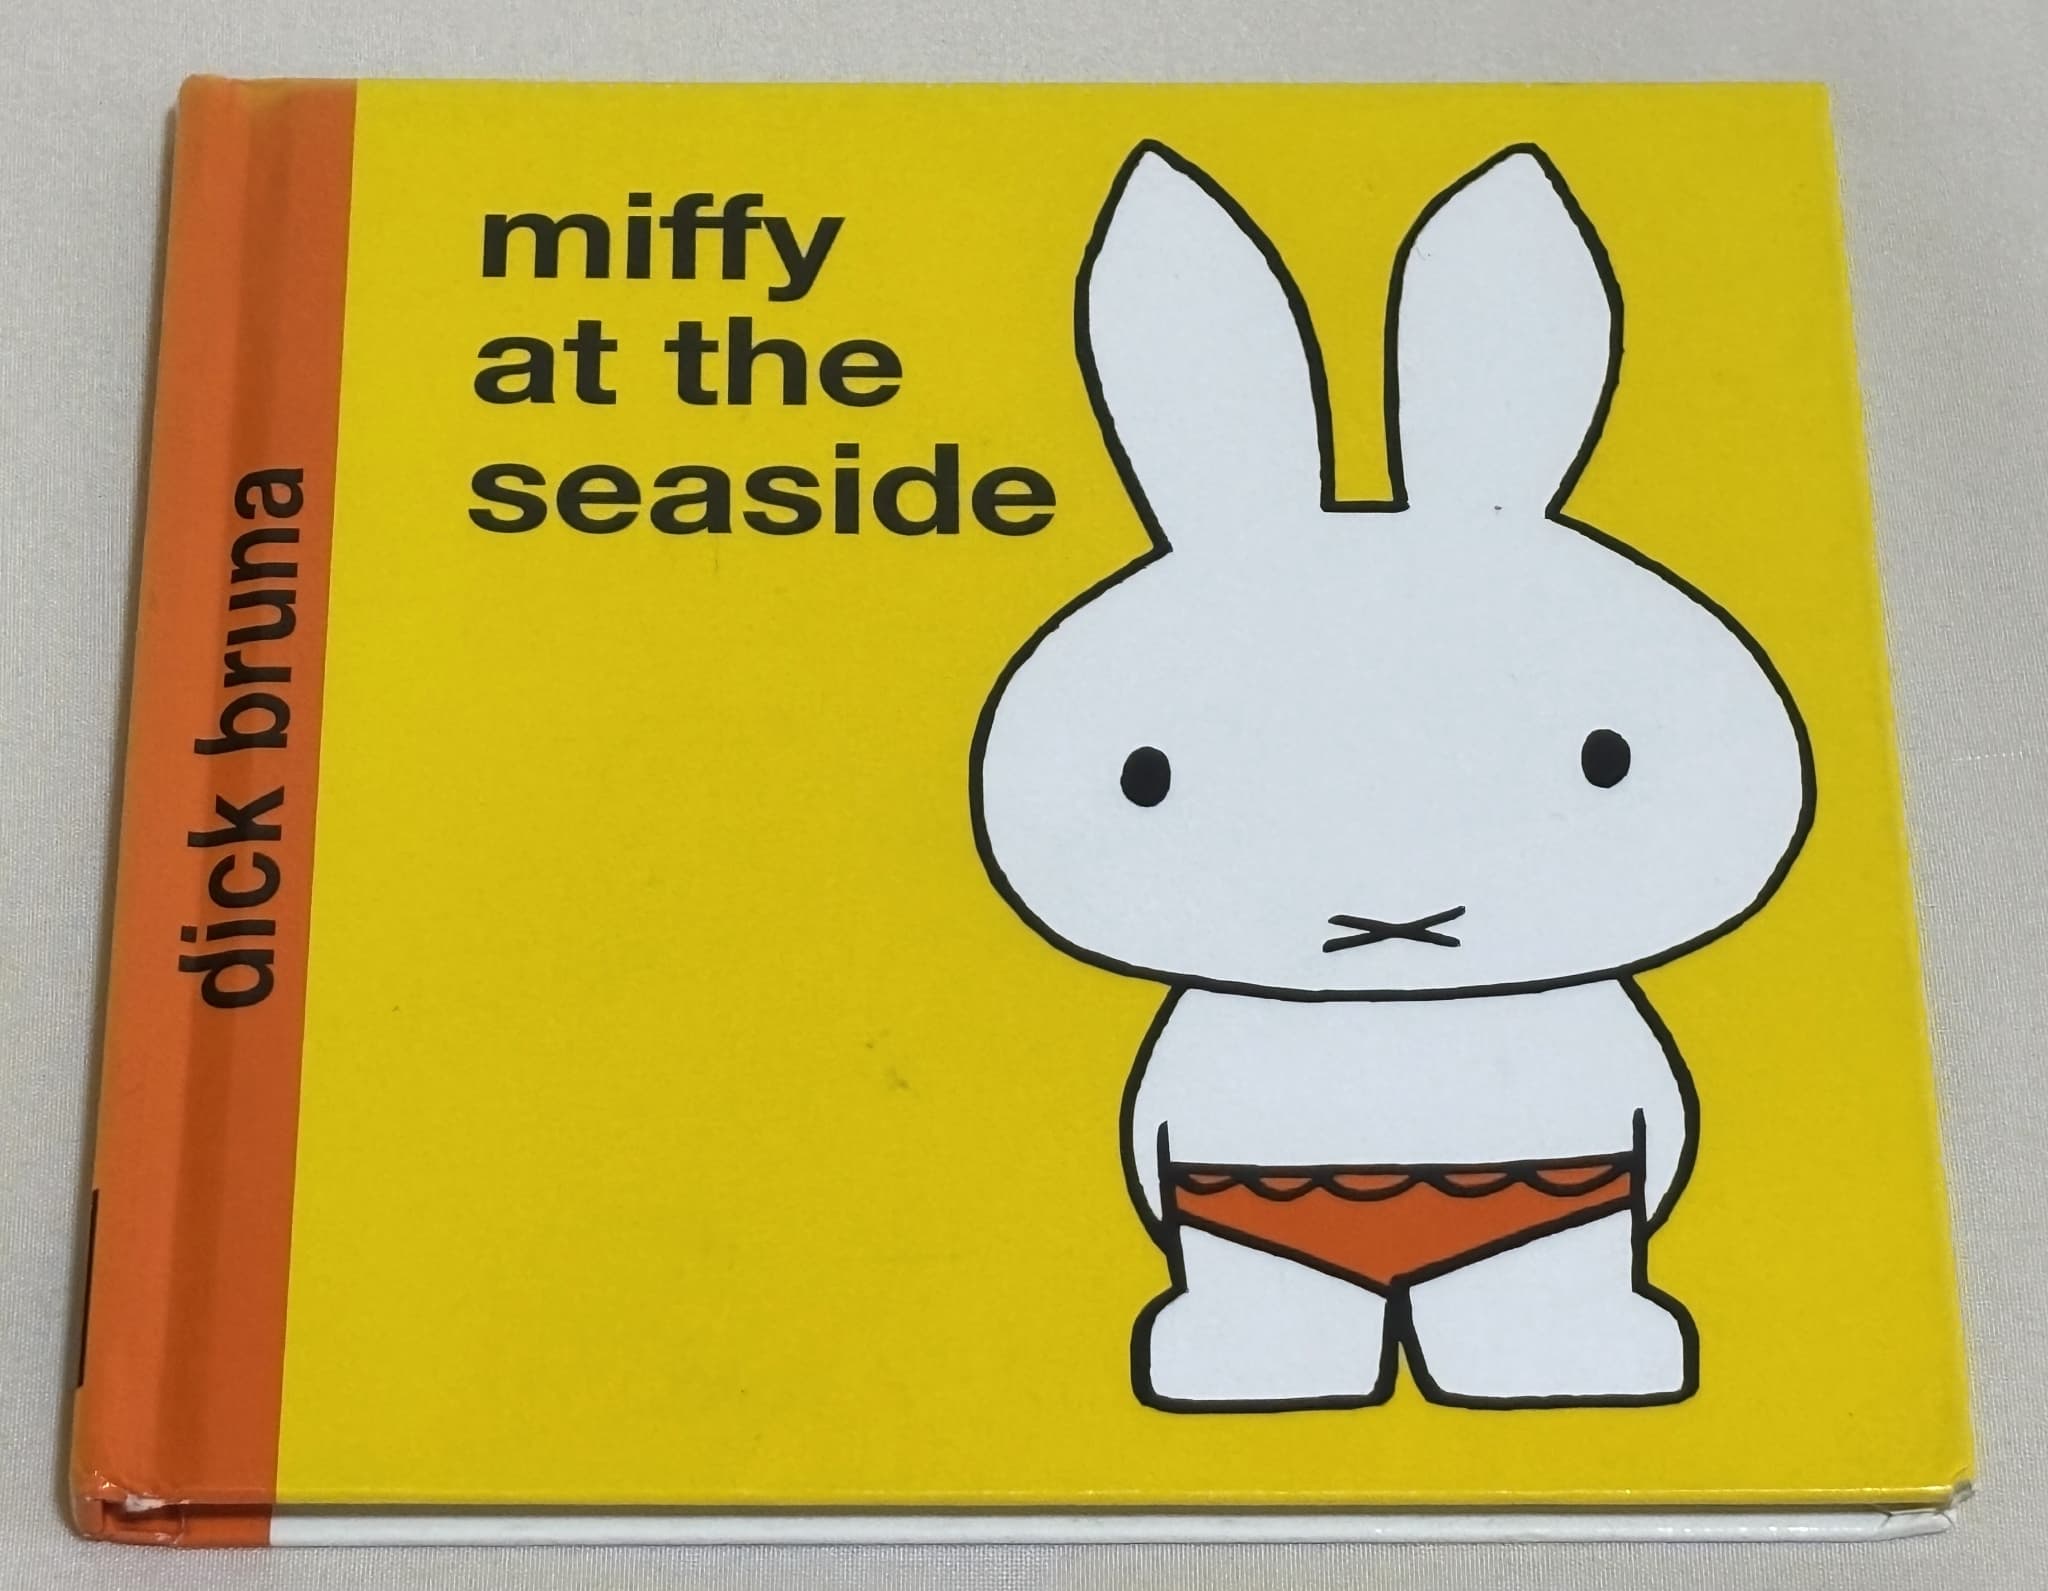 miffy
at the
seaside
dick bruna